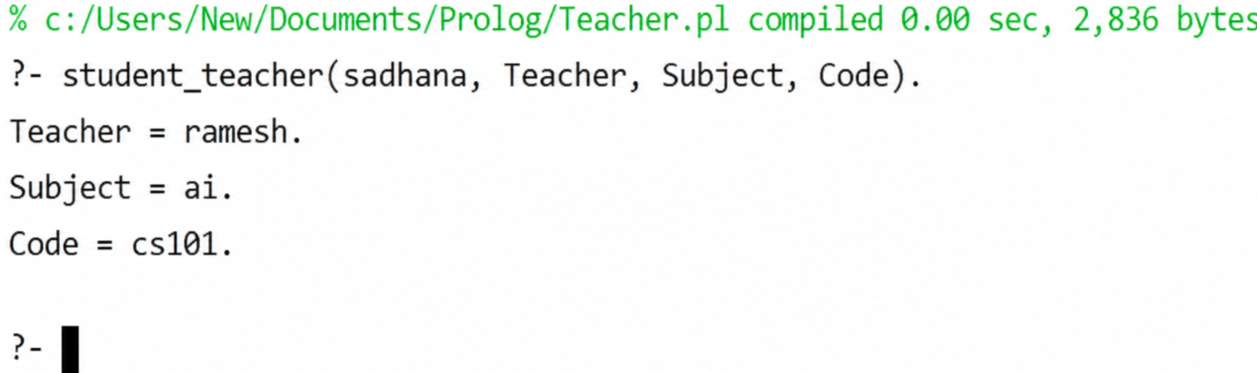 % c:/Users/New/Documents/Prolog/Teacher.pl compiled 0.00 sec, 2,836 bytes
?- student_teacher(sadhana, Teacher, Subject, Code).
Teacher = ramesh.
Subject = ai.
Code = cs101.
?-